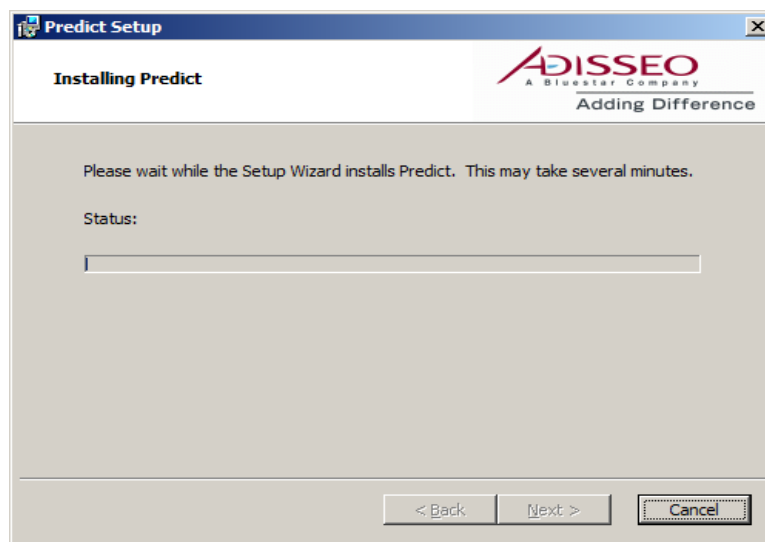 Predict Setup
Installing Predict
ADISSEO
A Bluestar Company
Adding Difference
Please wait while the Setup Wizard installs Predict. This may take several minutes.
Status:
< Back
Next >
Cancel